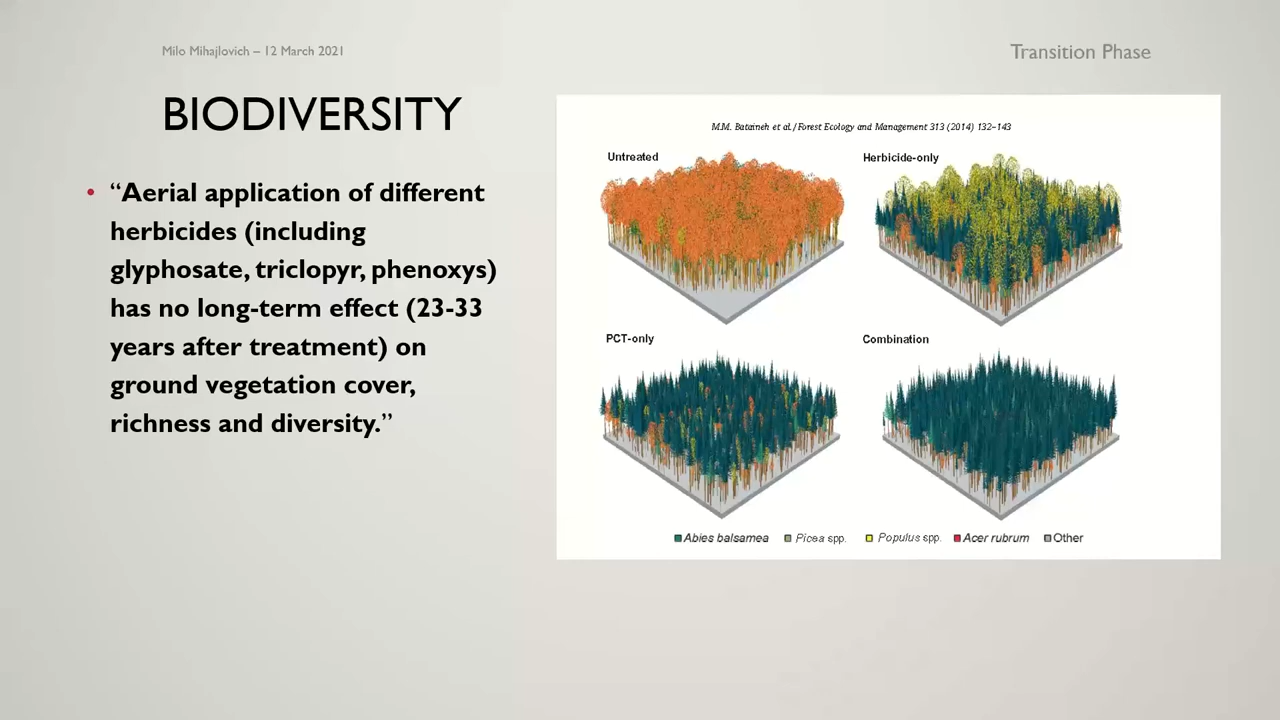 Milo Mihajlovich – 12 March 2021
Transition Phase
BIODIVERSITY
• “Aerial application of different
herbicides (including
glyphosate, triclopyr, phenoxys)
has no long-term effect (23-33
years after treatment) on
ground vegetation cover,
richness and diversity.”
M.M. Bataineh et al./Forest Ecology and Management 313 (2014) 132–143
Untreated
Herbicide-only
PCT-only
Combination
Abies balsamea Picea spp. Populus spp. Acer rubrum Other